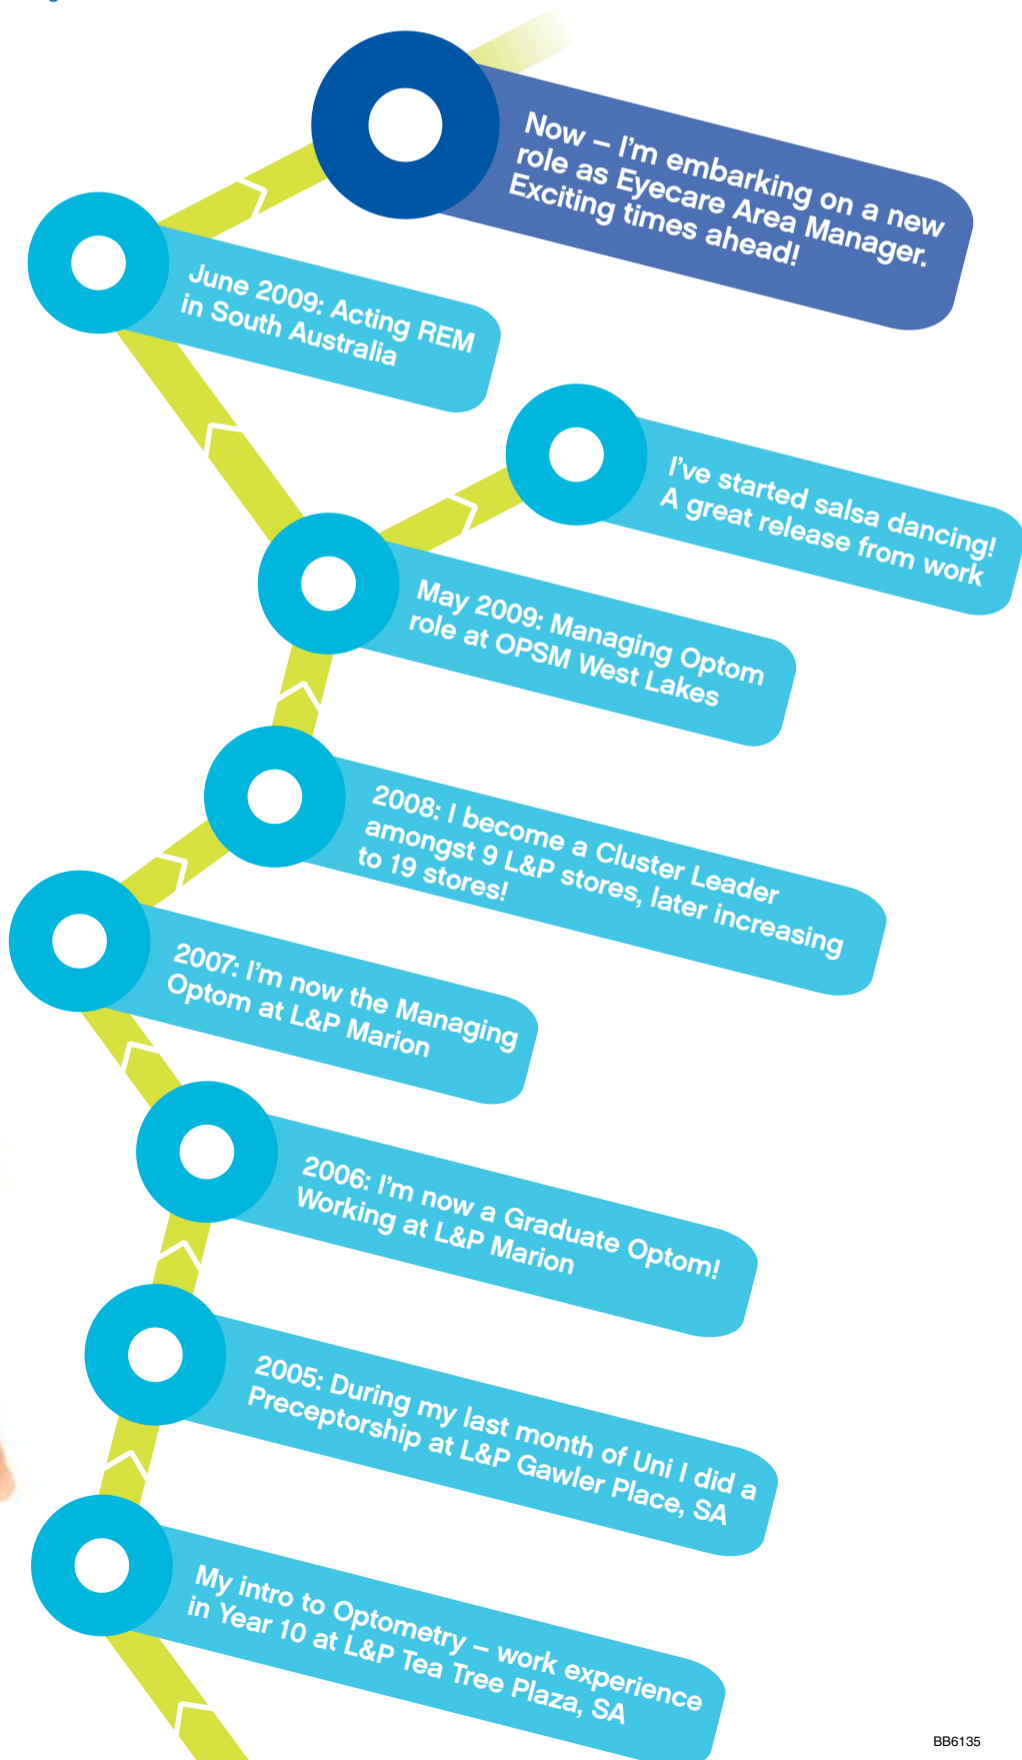 Now – I'm embarking on a new
role as Eyecare Area Manager.
Exciting times ahead!
June 2009: Acting REM
in South Australia
I've started salsa dancing!
A great release from work
May 2009: Managing Optom
role at OPSM West Lakes
2008: I become a Cluster Leader
amongst 9 L&P stores, later increasing
to 19 stores!
2007: I'm now the Managing
Optom at L&P Marion
2006: I'm now a Graduate Optom!
Working at L&P Marion
2005: During my last month of Uni I did a
Preceptorship at L&P Gawler Place, SA
My intro to Optometry – work experience
in Year 10 at L&P Tea Tree Plaza, SA
BB6135